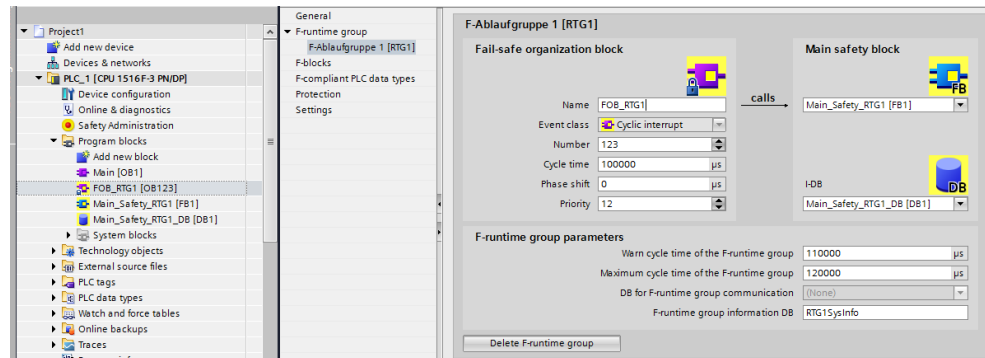 Project1
Add new device
Devices & networks
PLC_1 [CPU 1516F-3 PN/DP]
Device configuration
Online & diagnostics
Safety Administration
Program blocks
Add new block
Main [OB1]
FOB_RTG1 [OB123]
Main_Safety_RTG1 [FB1]
Main_Safety_RTG1_DB [DB1]
System blocks
Technology objects
External source files
PLC tags
PLC data types
Watch and force tables
Online backups
Traces
General
F-runtime group
F-Ablaufgruppe 1 [RTG1]
F-blocks
F-compliant PLC data types
Protection
Settings
F-Ablaufgruppe 1 [RTG1]
Fail-safe organization block
Name FOB_RTG1
Event class Cyclic interrupt
Number 123
Cycle time 100000 µs
Phase shift 0 µs
Priority 12
calls
Main safety block
FB
Main_Safety_RTG1 [FB1]
DB
I-DB
Main_Safety_RTG1_DB [DB1]
F-runtime group parameters
Warn cycle time of the F-runtime group 110000 µs
Maximum cycle time of the F-runtime group 120000 µs
DB for F-runtime group communication (None)
F-runtime group information DB RTG1SysInfo
Delete F-runtime group